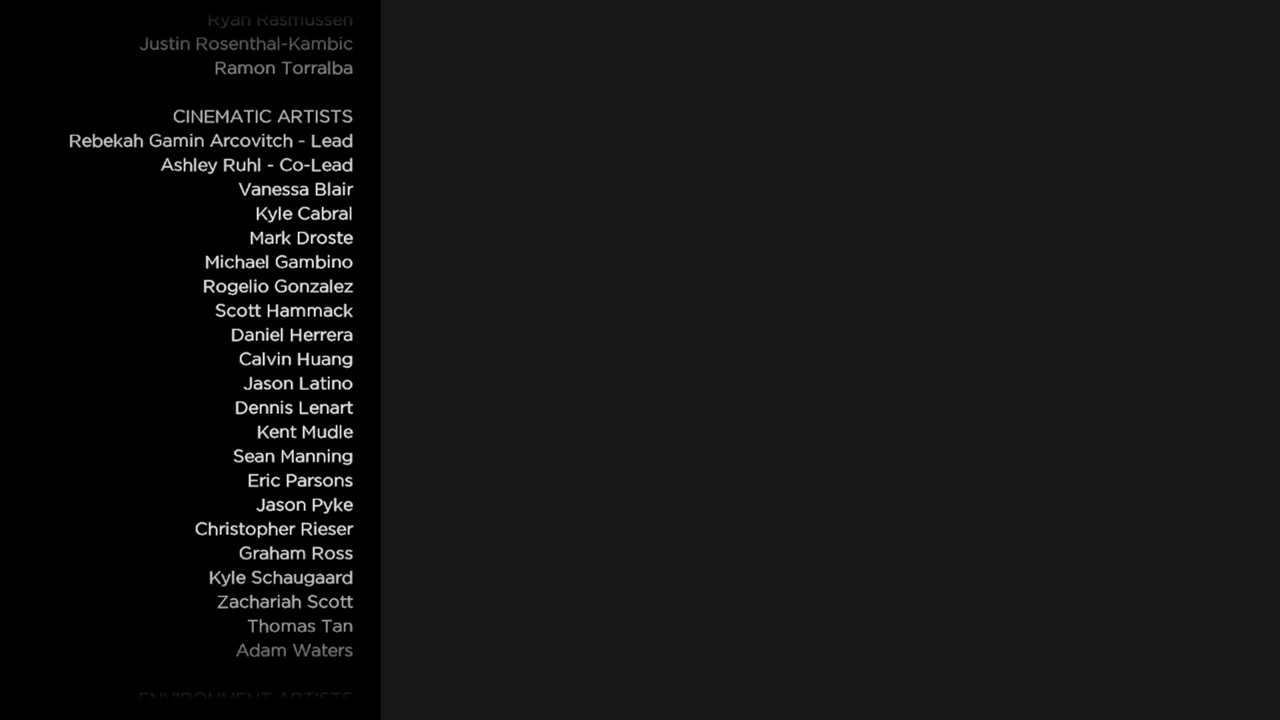 Ryan Rasmussen
Justin Rosenthal-Kambic
Ramon Torralba
CINEMATIC ARTISTS
Rebekah Gamin Arcovitch - Lead
Ashley Ruhl - Co-Lead
Vanessa Blair
Kyle Cabral
Mark Droste
Michael Gambino
Rogelio Gonzalez
Scott Hammack
Daniel Herrera
Calvin Huang
Jason Latino
Dennis Lenart
Kent Mudle
Sean Manning
Eric Parsons
Jason Pyke
Christopher Rieser
Graham Ross
Kyle Schaugaard
Zachariah Scott
Thomas Tan
Adam Waters
ENVIRONMENT ARTISTS